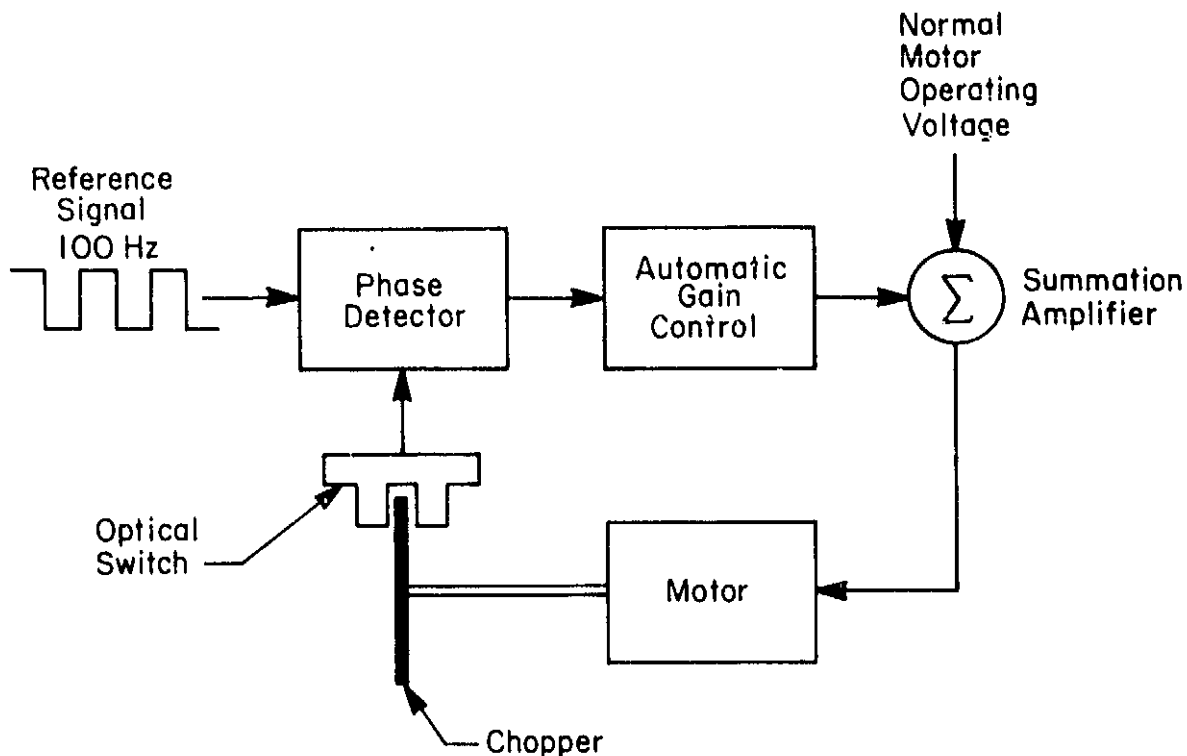 Normal
Motor
Operating
Voltage
Reference
Signal
100 Hz
Phase
Detector
Automatic
Gain
Control
Σ
Summation
Amplifier
Optical
Switch
Motor
Chopper